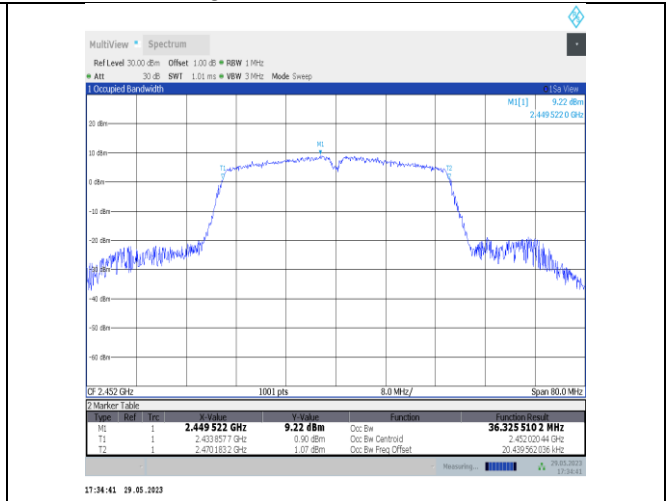 MultiView Spectrum
Ref Level 30.00 dBm Offset 1.00 dB RBW 1 MHz
Att 30 dB SWT 1.01 ms VBW 3 MHz Mode Sweep
1 Occupied Bandwidth 1Sa View
M1[1] 9.22 dBm
2.449 522 0 GHz
20 dBm
10 dBm
M1
T1 T2
0 dBm
-10 dBm
-20 dBm
-30 dBm
-40 dBm
-50 dBm
-60 dBm
CF 2.452 GHz 1001 pts 8.0 MHz/ Span 80.0 MHz
2 Marker Table
Type Ref Trc X-Value Y-Value Function Function Result
M1 1 2.449 522 GHz 9.22 dBm Occ Bw 36.325 510 2 MHz
T1 1 2.433 857 7 GHz 0.90 dBm Occ Bw Centroid 2.452 020 44 GHz
T2 1 2.470 183 2 GHz 1.07 dBm Occ Bw Freq Offset 20.439 562 036 kHz
Measuring... 29.05.2023
17:34:41
17:34:41 29.05.2023